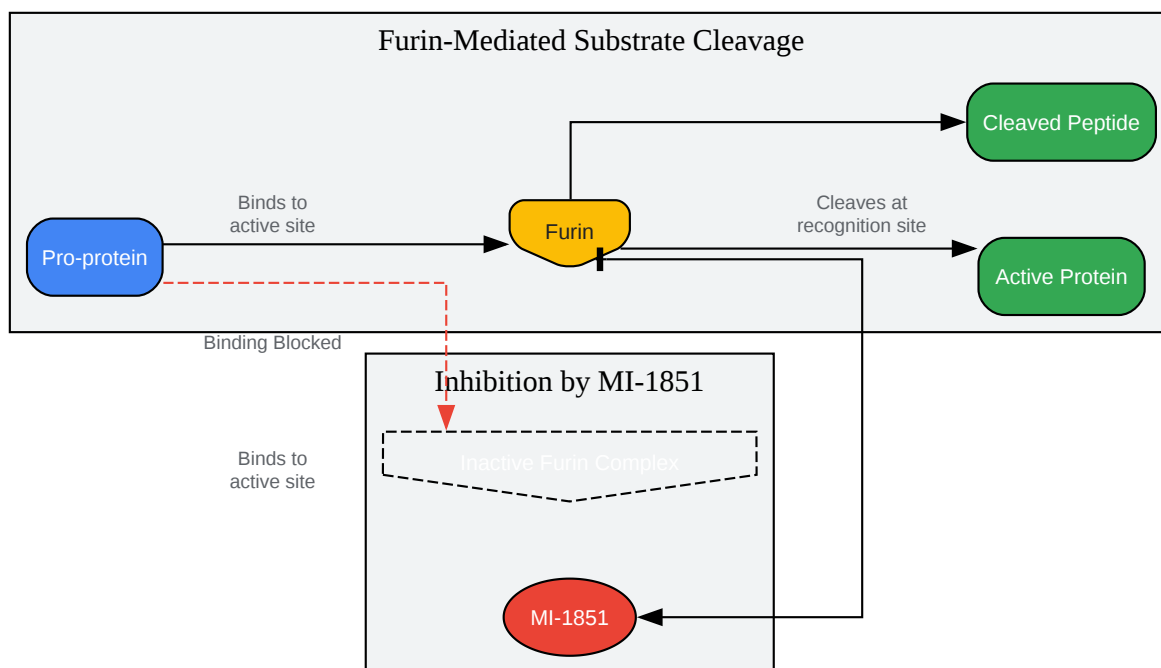 Furin-Mediated Substrate Cleavage
Cleaved Peptide
Binds to
active site
Cleaves at
recognition site
Furin
Pro-protein
Active Protein
Binding Blocked
Inhibition by MI-1851
Binds to
active site
Inactive Furin Complex
MI-1851